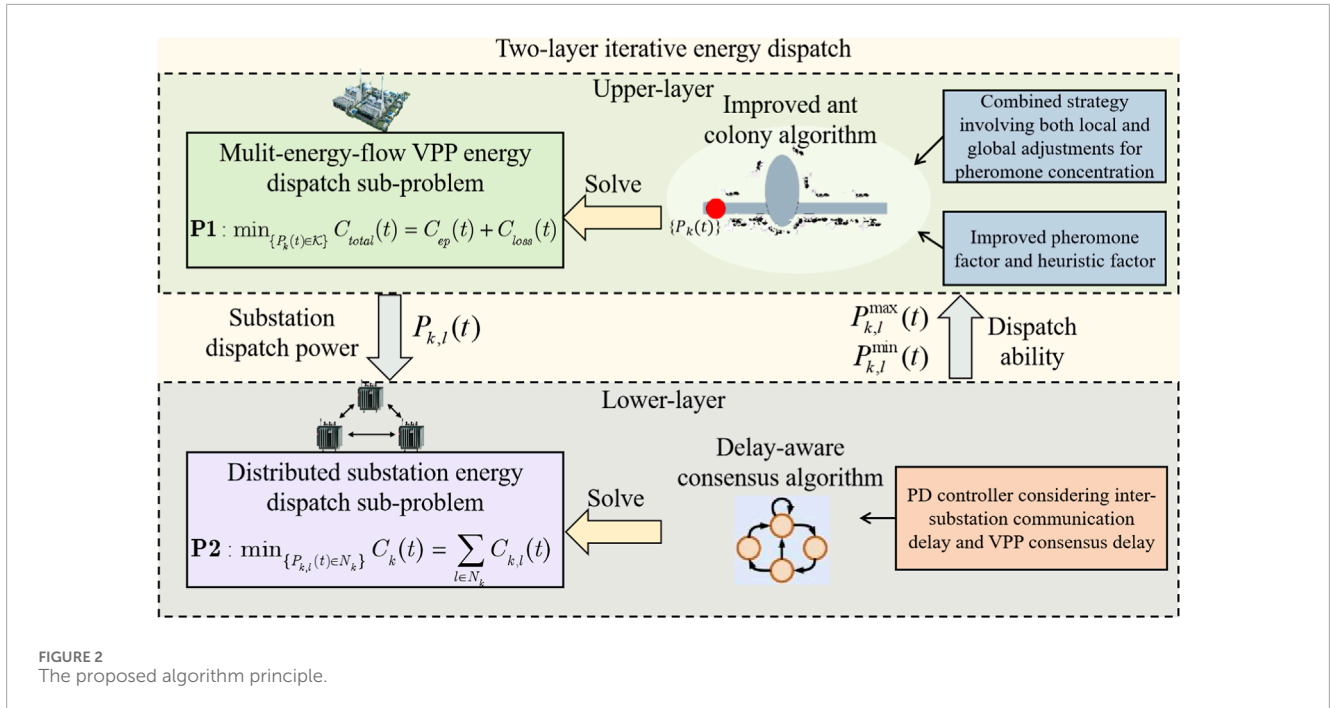 Two-layer iterative energy dispatch
Upper-layer
Mulit-energy-flow VPP energy
dispatch sub-problem
P1 : min_{P_k(t)∈𝒦} C_total(t) = C_ep(t) + C_loss(t)
Solve
Improved ant
colony algorithm
{P_k(t)}
Combined strategy
involving both local and
global adjustments for
pheromone concentration
Improved pheromone
factor and heuristic factor
Substation
dispatch power
P_{k,l}(t)
P_{k,l}^{max}(t)
P_{k,l}^{min}(t)
Dispatch
ability
Lower-layer
Distributed substation energy
dispatch sub-problem
P2 : min_{P_{k,l}(t)∈N_k} C_k(t) = ∑_{l∈N_k} C_{k,l}(t)
Solve
Delay-aware
consensus algorithm
PD controller considering inter-
substation communication
delay and VPP consensus delay
FIGURE 2
The proposed algorithm principle.